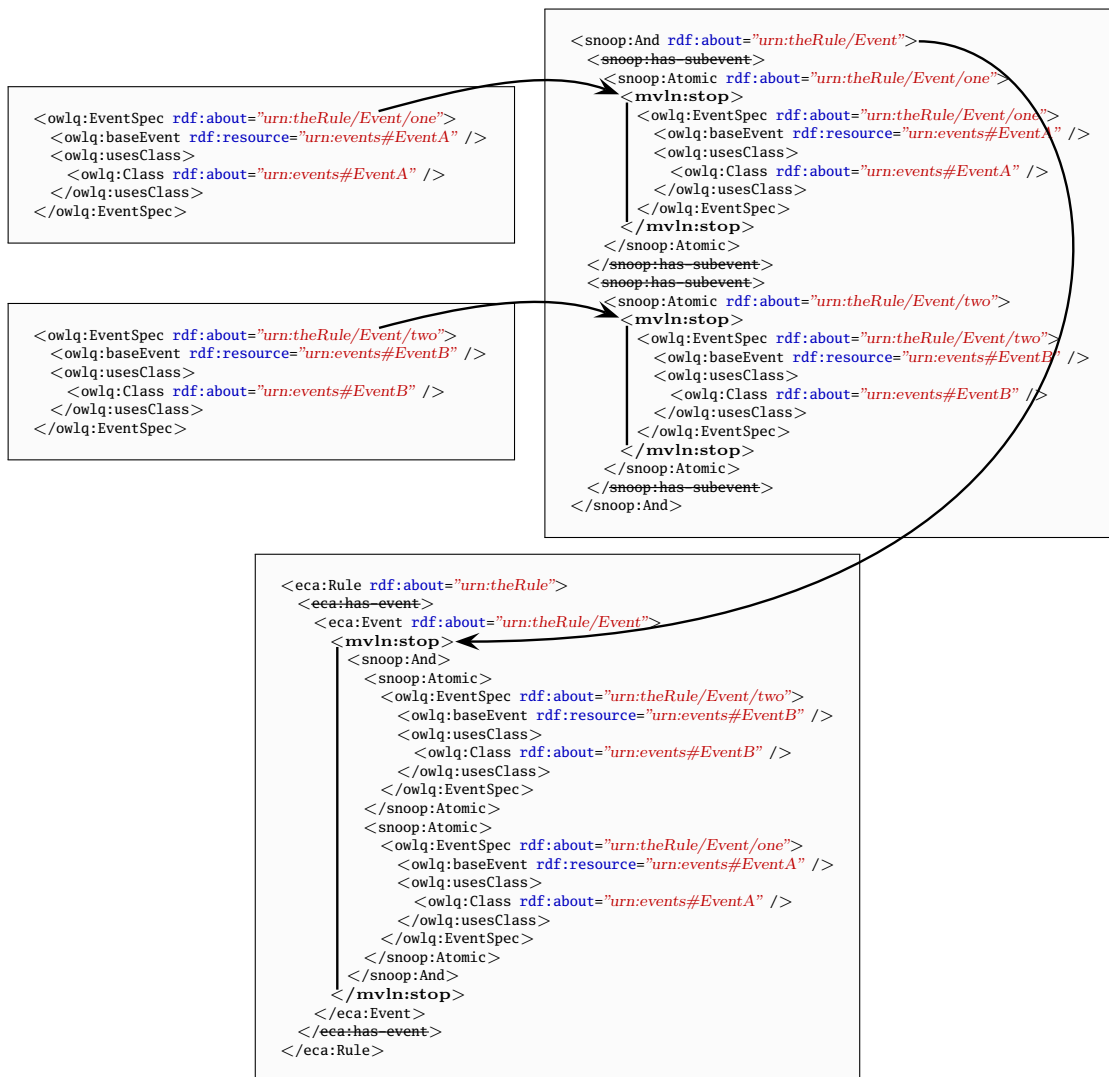 <owlq:EventSpec rdf:about="urn:theRule/Event/one">
<owlq:baseEvent rdf:resource="urn:events#EventA" />
<owlq:usesClass>
<owlq:Class rdf:about="urn:events#EventA" />
</owlq:usesClass>
</owlq:EventSpec>
<owlq:EventSpec rdf:about="urn:theRule/Event/two">
<owlq:baseEvent rdf:resource="urn:events#EventB" />
<owlq:usesClass>
<owlq:Class rdf:about="urn:events#EventB" />
</owlq:usesClass>
</owlq:EventSpec>
<snoop:And rdf:about="urn:theRule/Event">
<snoop:has-subevent>
<snoop:Atomic rdf:about="urn:theRule/Event/one">
<mvln:stop>
<owlq:EventSpec rdf:about="urn:theRule/Event/one">
<owlq:baseEvent rdf:resource="urn:events#EventA" />
<owlq:usesClass>
<owlq:Class rdf:about="urn:events#EventA" />
</owlq:usesClass>
</owlq:EventSpec>
</mvln:stop>
</snoop:Atomic>
</snoop:has-subevent>
<snoop:has-subevent>
<snoop:Atomic rdf:about="urn:theRule/Event/two">
<mvln:stop>
<owlq:EventSpec rdf:about="urn:theRule/Event/two">
<owlq:baseEvent rdf:resource="urn:events#EventB" />
<owlq:usesClass>
<owlq:Class rdf:about="urn:events#EventB" />
</owlq:usesClass>
</owlq:EventSpec>
</mvln:stop>
</snoop:Atomic>
</snoop:has-subevent>
</snoop:And>
<eca:Rule rdf:about="urn:theRule">
<eca:has-event>
<eca:Event rdf:about="urn:theRule/Event">
<mvln:stop>
<snoop:And>
<snoop:Atomic>
<owlq:EventSpec rdf:about="urn:theRule/Event/two">
<owlq:baseEvent rdf:resource="urn:events#EventB" />
<owlq:usesClass>
<owlq:Class rdf:about="urn:events#EventB" />
</owlq:usesClass>
</owlq:EventSpec>
</snoop:Atomic>
<snoop:Atomic>
<owlq:EventSpec rdf:about="urn:theRule/Event/one">
<owlq:baseEvent rdf:resource="urn:events#EventA" />
<owlq:usesClass>
<owlq:Class rdf:about="urn:events#EventA" />
</owlq:usesClass>
</owlq:EventSpec>
</snoop:Atomic>
</snoop:And>
</mvln:stop>
</eca:Event>
</eca:has-event>
</eca:Rule>